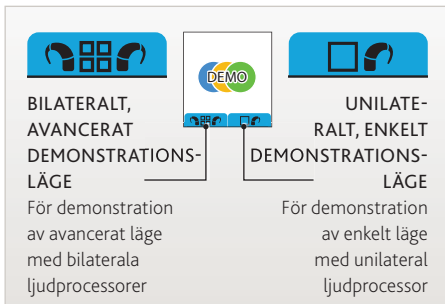 DEMO
BILATERALT,
AVANCERAT
DEMONSTRATIONS-
LÄGE
För demonstration
av avancerat läge
med bilaterala
ljudprocessorer
UNILATE-
RALT, ENKELT
DEMONSTRATIONS-
LÄGE
För demonstration
av enkelt läge
med unilateral
ljudprocessor